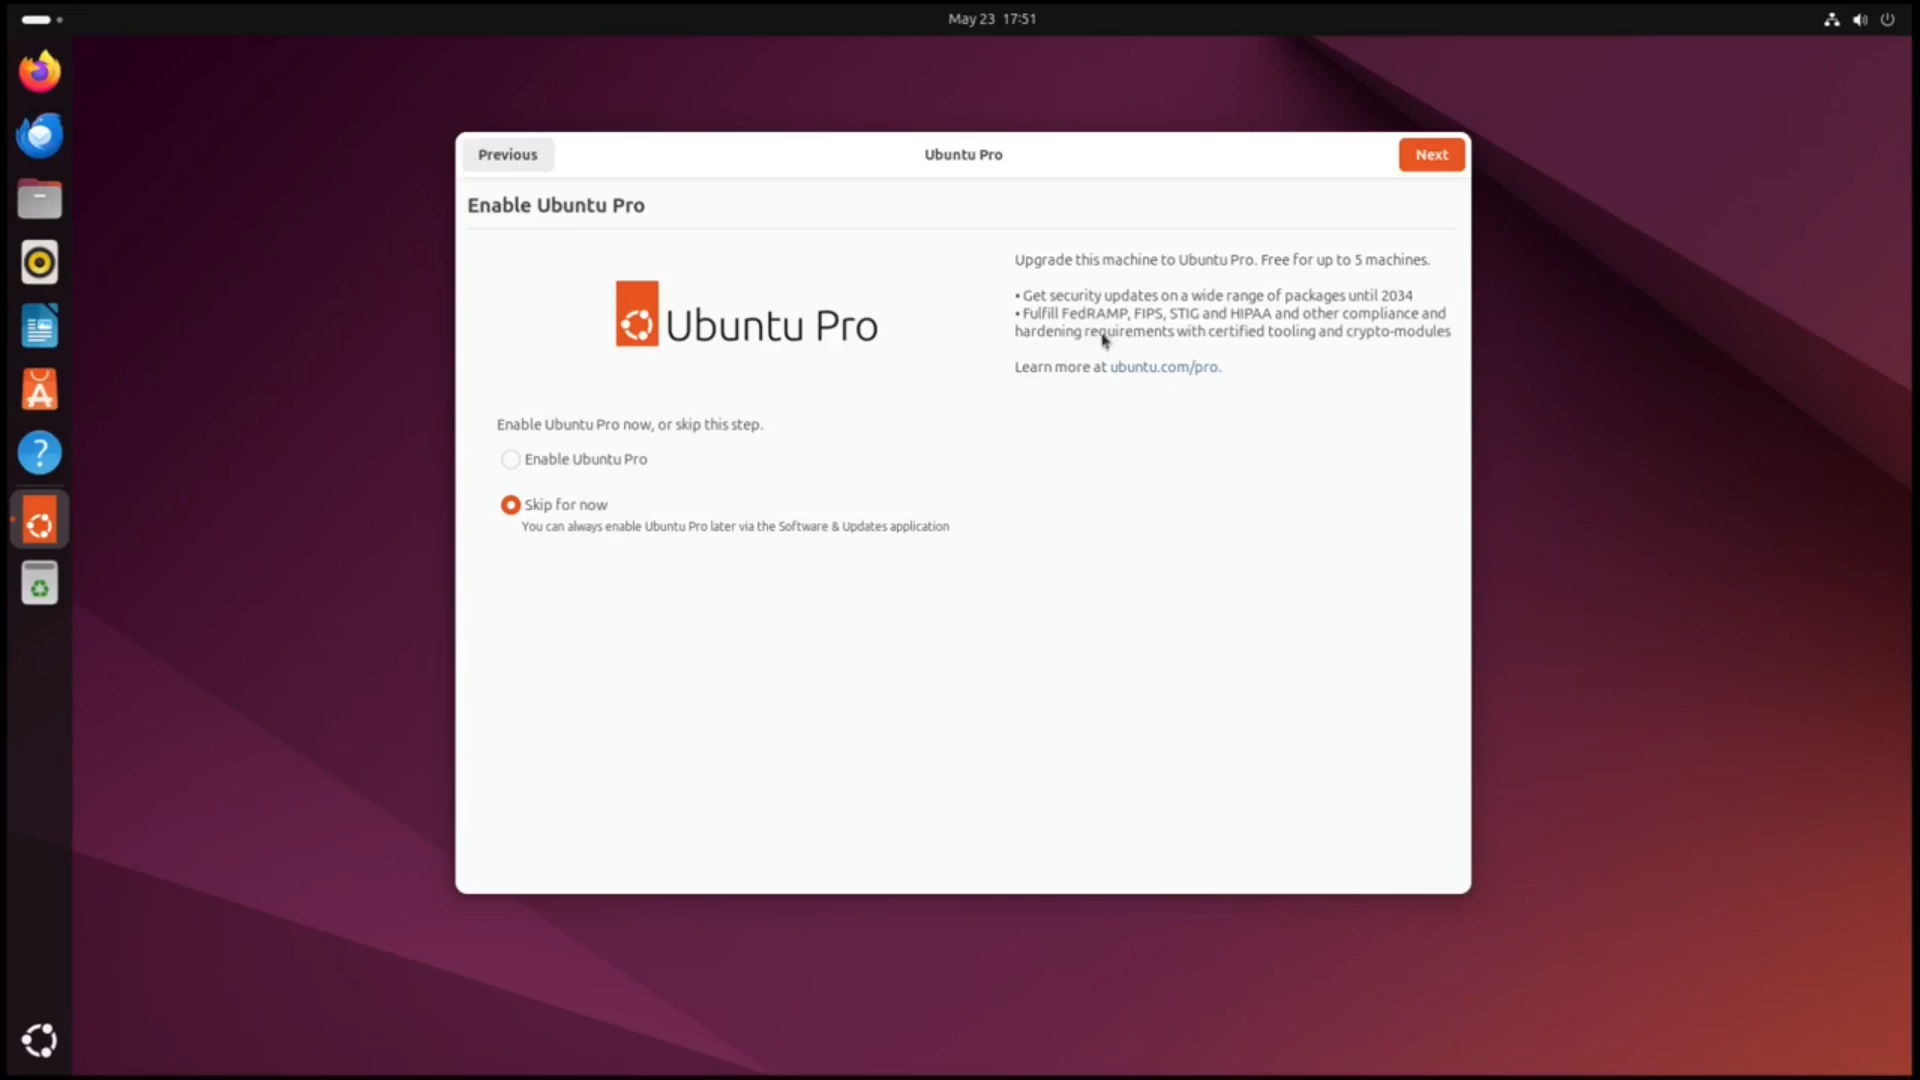 May 23 17:51
Previous
Ubuntu Pro
Next
Enable Ubuntu Pro
Ubuntu Pro
Upgrade this machine to Ubuntu Pro. Free for up to 5 machines.
• Get security updates on a wide range of packages until 2034
• Fulfill FedRAMP, FIPS, STIG and HIPAA and other compliance and
hardening requirements with certified tooling and crypto-modules
Learn more at ubuntu.com/pro.
Enable Ubuntu Pro now, or skip this step.
Enable Ubuntu Pro
Skip for now
You can always enable Ubuntu Pro later via the Software & Updates application